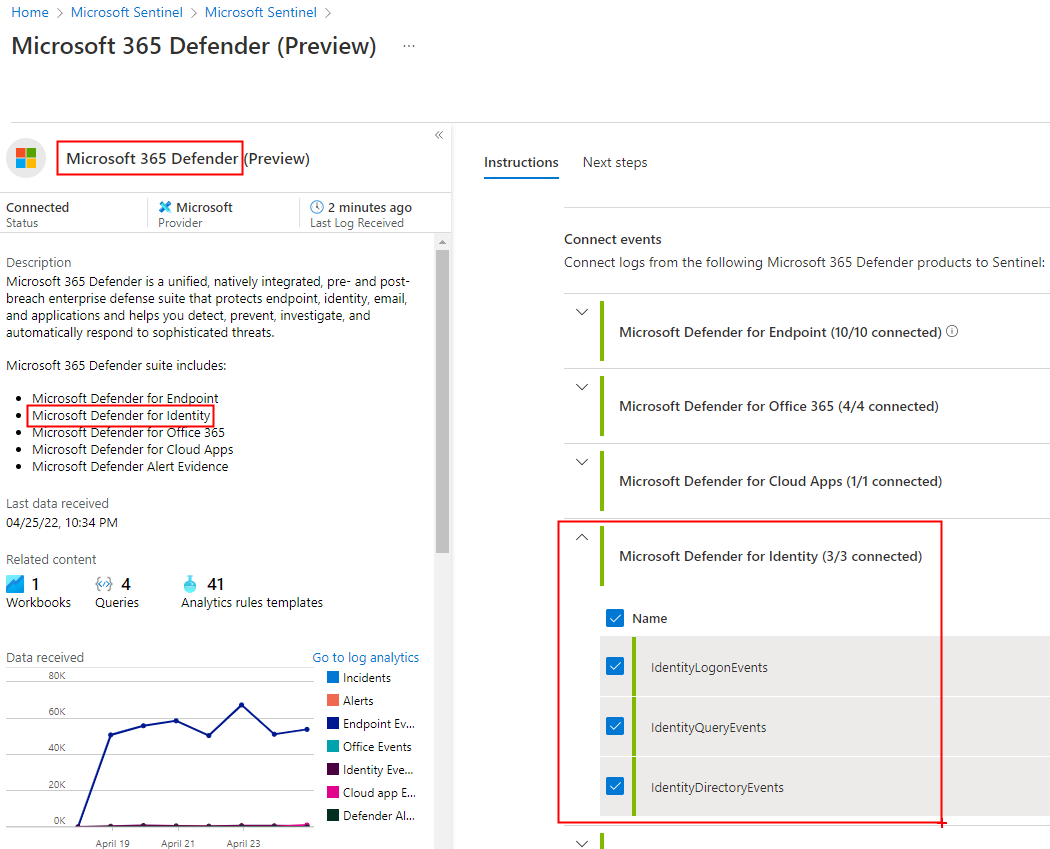 Home > Microsoft Sentinel > Microsoft Sentinel >
Microsoft 365 Defender (Preview) ...
«
Microsoft 365 Defender (Preview)
Connected
Status
Microsoft
Provider
2 minutes ago
Last Log Received
Description
Microsoft 365 Defender is a unified, natively integrated, pre- and post-
breach enterprise defense suite that protects endpoint, identity, email,
and applications and helps you detect, prevent, investigate, and
automatically respond to sophisticated threats.
Microsoft 365 Defender suite includes:
• Microsoft Defender for Endpoint
• Microsoft Defender for Identity
• Microsoft Defender for Office 365
• Microsoft Defender for Cloud Apps
• Microsoft Defender Alert Evidence
Last data received
04/25/22, 10:34 PM
Related content
1
Workbooks
4
Queries
41
Analytics rules templates
Data received
Go to log analytics
80K
60K
40K
20K
0K
April 19
April 21
April 23
Incidents
Alerts
Endpoint Ev...
Office Events
Identity Eve...
Cloud app E...
Defender Al...
Instructions
Next steps
Connect events
Connect logs from the following Microsoft 365 Defender products to Sentinel:
Microsoft Defender for Endpoint (10/10 connected)
Microsoft Defender for Office 365 (4/4 connected)
Microsoft Defender for Cloud Apps (1/1 connected)
Microsoft Defender for Identity (3/3 connected)
Name
IdentityLogonEvents
IdentityQueryEvents
IdentityDirectoryEvents